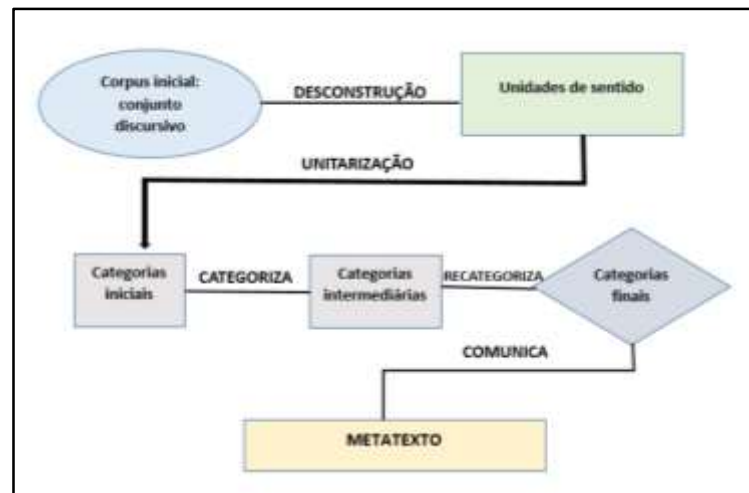 Corpus inicial:
conjunto
discursivo
DESCONSTRUÇÃO
Unidades de sentido
UNITARIZAÇÃO
Categorias
iniciais
CATEGORIZA
Categorias
intermediárias
RECATEGORIZA
Categorias
finais
COMUNICA
METATEXTO